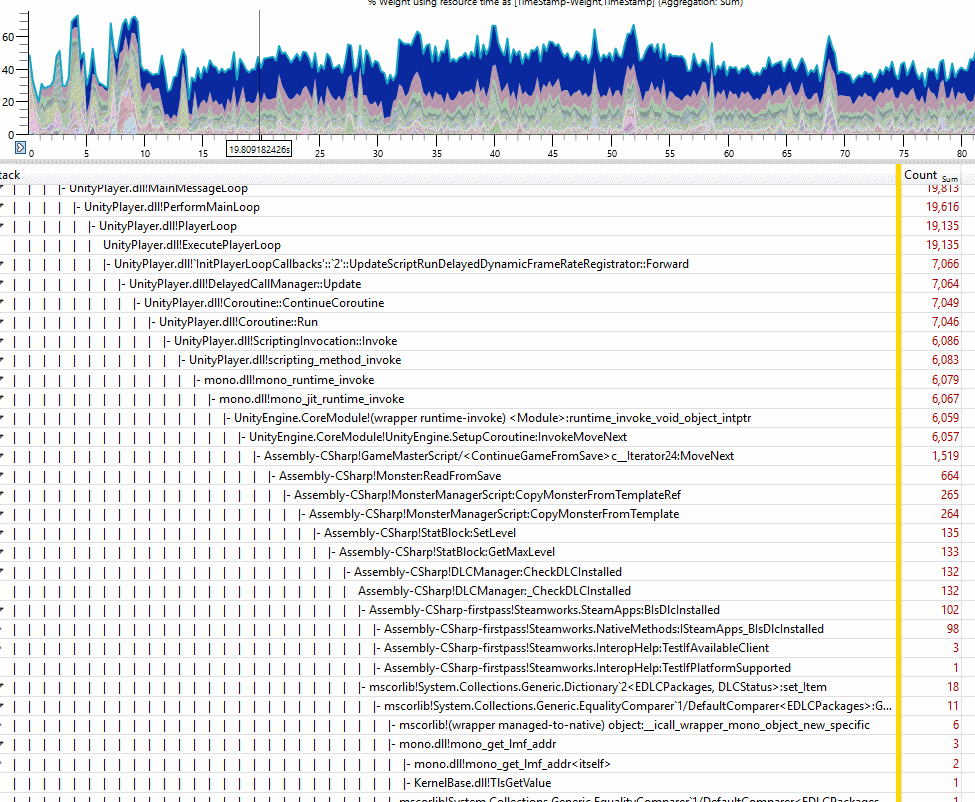 % Weight using resource time as [TimeStamp-Weight,TimeStamp] (Aggregation: Sum)
60
40
20
0
0 5 10 15 19.809182426s 25 30 35 40 45 50 55 60 65 70 75 80
tack Count Sum
|- UnityPlayer.dll!MainMessageLoop 19,813
|- UnityPlayer.dll!PerformMainLoop 19,616
|- UnityPlayer.dll!PlayerLoop 19,135
UnityPlayer.dll!ExecutePlayerLoop 19,135
|- UnityPlayer.dll!`InitPlayerLoopCallbacks'::`2'::UpdateScriptRunDelayedDynamicFrameRateRegistrator::Forward 7,066
|- UnityPlayer.dll!DelayedCallManager::Update 7,064
|- UnityPlayer.dll!Coroutine::ContinueCoroutine 7,049
|- UnityPlayer.dll!Coroutine::Run 7,046
|- UnityPlayer.dll!ScriptingInvocation::Invoke 6,086
|- UnityPlayer.dll!scripting_method_invoke 6,083
|- mono.dll!mono_runtime_invoke 6,079
|- mono.dll!mono_jit_runtime_invoke 6,067
|- UnityEngine.CoreModule!(wrapper runtime-invoke) <Module>:runtime_invoke_void_object_intptr 6,059
|- UnityEngine.CoreModule!UnityEngine.SetupCoroutine:InvokeMoveNext 6,057
|- Assembly-CSharp!GameMasterScript/<ContinueGameFromSave>c__Iterator24:MoveNext 1,519
|- Assembly-CSharp!Monster:ReadFromSave 664
|- Assembly-CSharp!MonsterManagerScript:CopyMonsterFromTemplateRef 265
|- Assembly-CSharp!MonsterManagerScript:CopyMonsterFromTemplate 264
|- Assembly-CSharp!StatBlock:SetLevel 135
|- Assembly-CSharp!StatBlock:GetMaxLevel 133
|- Assembly-CSharp!DLCManager:CheckDLCInstalled 132
Assembly-CSharp!DLCManager:_CheckDLCInstalled 132
|- Assembly-CSharp-firstpass!Steamworks.SteamApps:BIsDlcInstalled 102
|- Assembly-CSharp-firstpass!Steamworks.NativeMethods:ISteamApps_BIsDlcInstalled 98
|- Assembly-CSharp-firstpass!Steamworks.InteropHelp:TestIfAvailableClient 3
|- Assembly-CSharp-firstpass!Steamworks.InteropHelp:TestIfPlatformSupported 1
|- mscorlib!System.Collections.Generic.Dictionary`2<EDLCPackages, DLCStatus>:set_Item 18
|- mscorlib!System.Collections.Generic.EqualityComparer`1/DefaultComparer<EDLCPackages>:G... 11
|- mscorlib!(wrapper managed-to-native) object:__icall_wrapper_mono_object_new_specific 6
|- mono.dll!mono_get_lmf_addr 3
|- mono.dll!mono_get_lmf_addr<itself> 2
|- KernelBase.dll!TlsGetValue 1
|- mscorlib!System.Collections.Generic.EqualityComparer`1/DefaultComparer<EDLCPackages 1